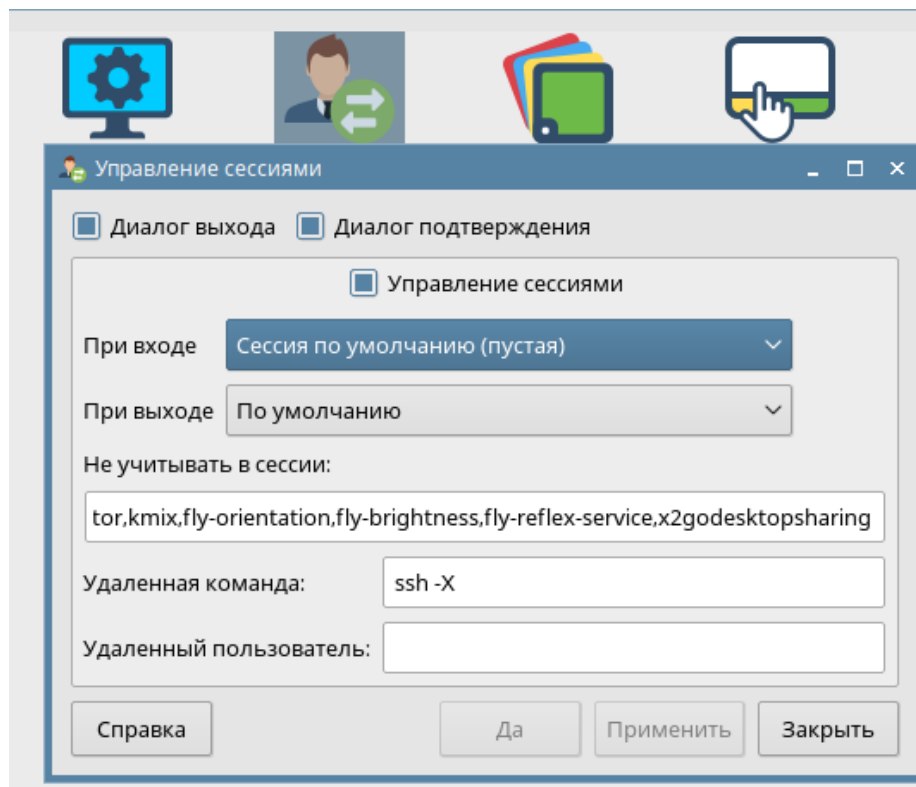 Управление сессиями
Диалог выхода Диалог подтверждения
Управление сессиями
При входе Сессия по умолчанию (пустая)
При выходе По умолчанию
Не учитывать в сессии:
tor,kmix,fly-orientation,fly-brightness,fly-reflex-service,x2godesktopsharing
Удаленная команда: ssh -X
Удаленный пользователь:
Справка Да Применить Закрыть